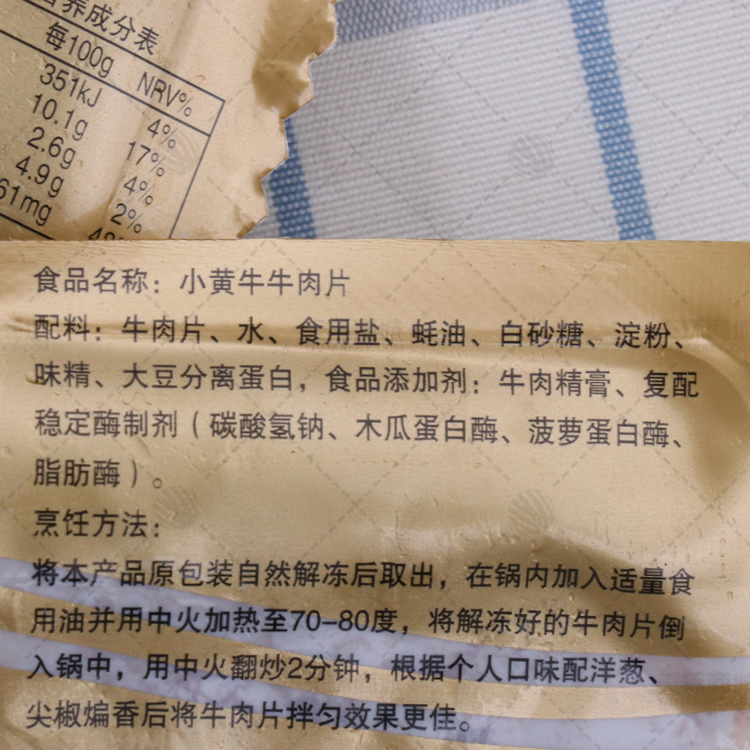 养成分表
每100g NRV%
351kJ 4%
10.1g 17%
2.6g 4%
4.9g 2%
61mg
食品名称：小黄牛牛肉片
配料：牛肉片、水、食用盐、蚝油、白砂糖、淀粉、
味精、大豆分离蛋白，食品添加剂：牛肉精膏、复配
稳定酶制剂（碳酸氢钠、木瓜蛋白酶、菠萝蛋白酶、
脂肪酶）。
烹饪方法：
将本产品原包装自然解冻后取出，在锅内加入适量食
用油并用中火加热至70-80度，将解冻好的牛肉片倒
入锅中，用中火翻炒2分钟，根据个人口味配洋葱、
尖椒煸香后将牛肉片拌匀效果更佳。